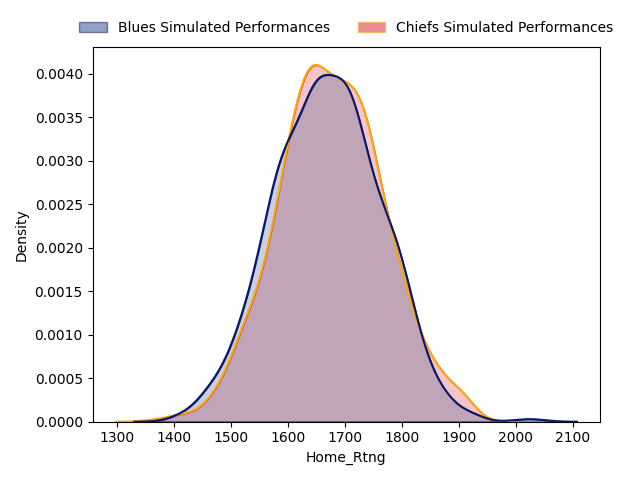 Blues Simulated Performances
Chiefs Simulated Performances
0.0040
0.0035
0.0030
0.0025
0.0020
0.0015
0.0010
0.0005
0.0000
Density
1300 1400 1500 1600 1700 1800 1900 2000 2100
Home_Rtng